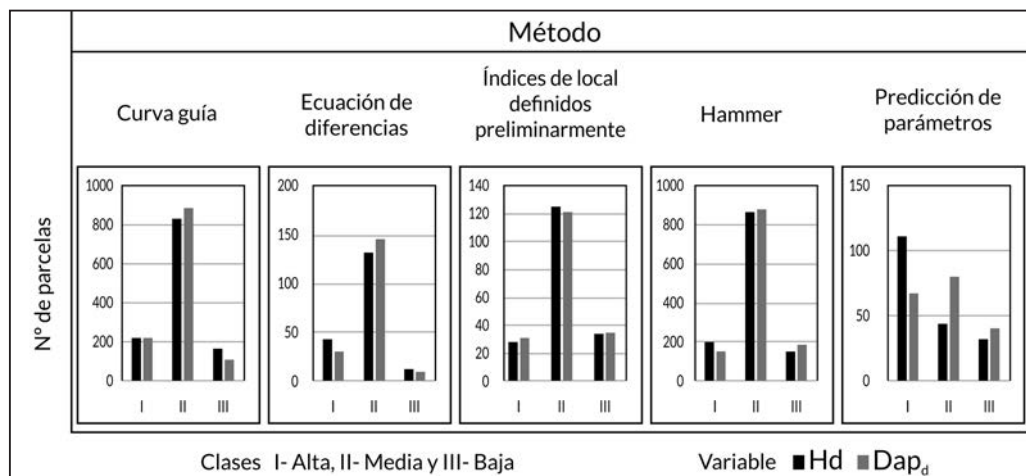 Método
Curva guía
Ecuación de
diferencias
Índices de local
definidos
preliminarmente
Hammer
Predicción de
parámetros
N° de parcelas
1000
800
600
400
200
0
I II III
200
150
100
50
0
I II III
140
120
100
80
60
40
20
0
I II III
1000
800
600
400
200
0
I II III
150
100
50
0
I II III
Clases I- Alta, II- Media y III- Baja
Variable Hd Dapd